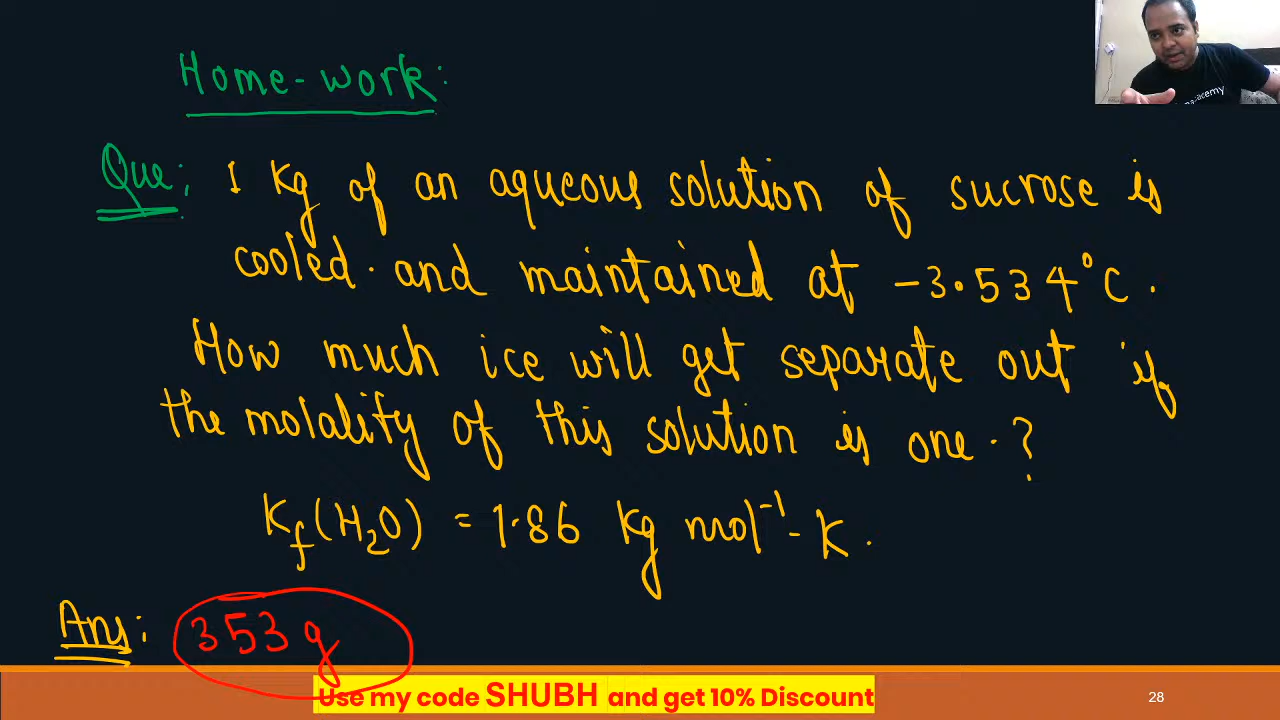 Home-work:
Que: 1 Kg of an aqueous solution of sucrose is
cooled. and maintained at -3.534°C.
How much ice will get separate out if
the molality of this solution is one.?
Kf(H2O) = 1.86 Kg mol⁻¹-K.
Ans: 353 g
Use my code SHUBH and get 10% Discount
28